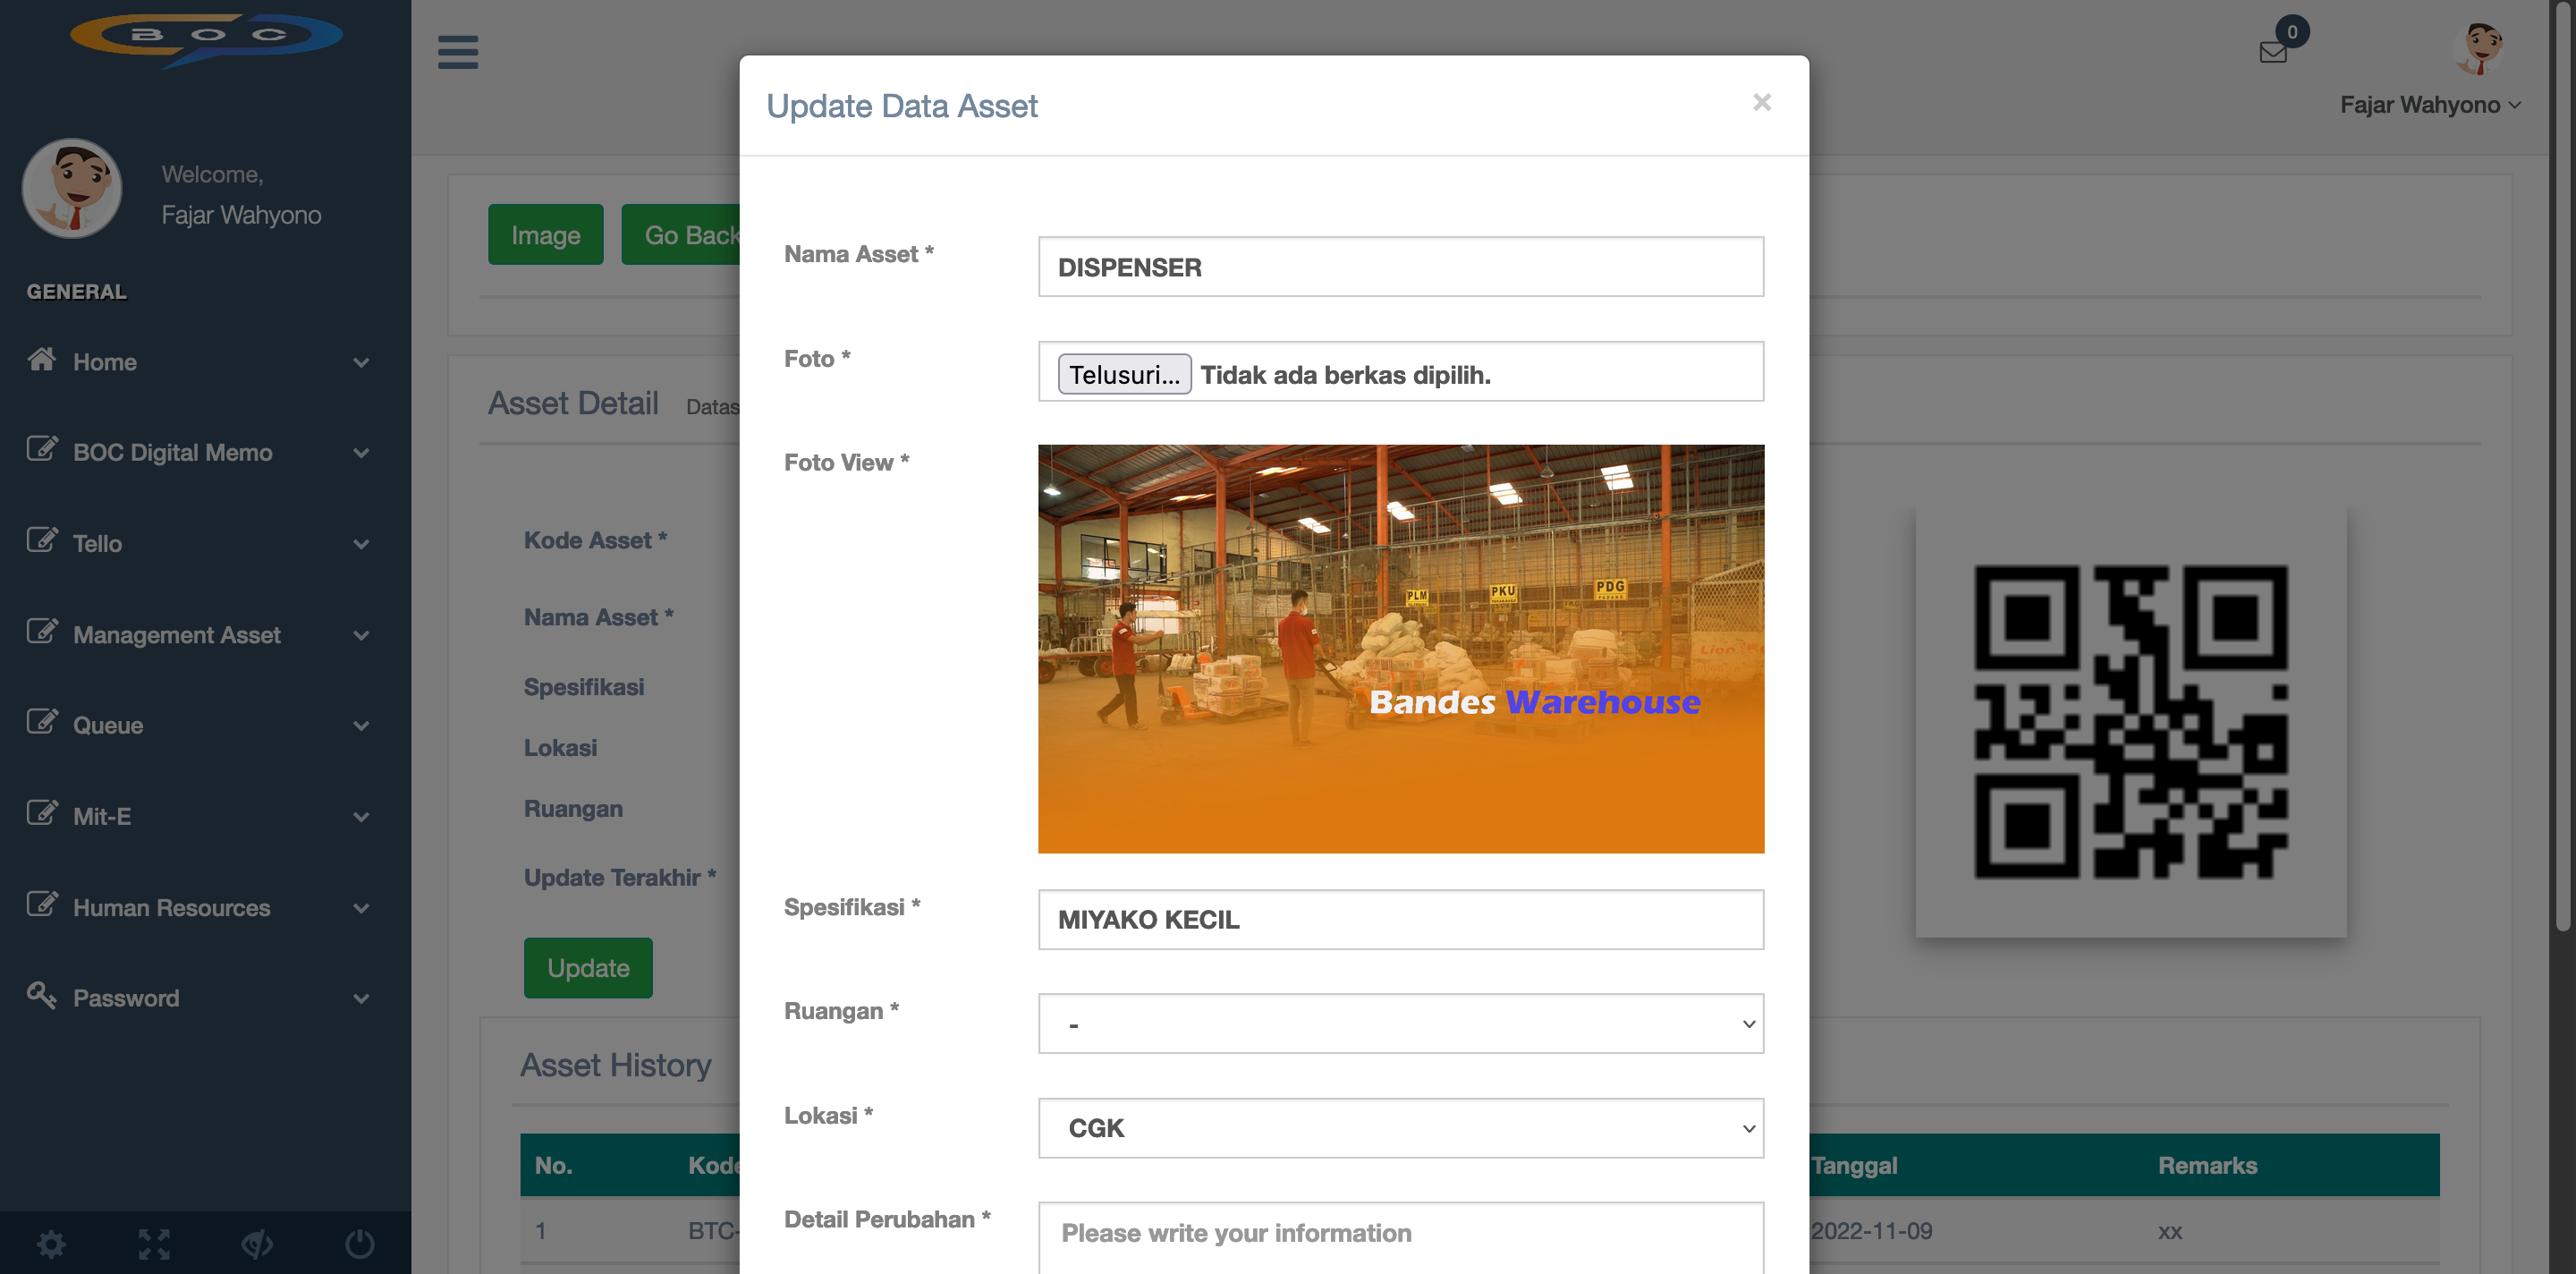 BOC
Welcome,
Fajar Wahyono
GENERAL
Home
BOC Digital Memo
Tello
Management Asset
Queue
Mit-E
Human Resources
Password
0
Fajar Wahyono
Image
Go Back
Asset Detail
Kode Asset *
Nama Asset *
Spesifikasi
Lokasi
Ruangan
Update Terakhir *
Update
Asset History
No.
Tanggal
Remarks
1
BTC-
2022-11-09
xx
Update Data Asset
×
Nama Asset *
DISPENSER
Foto *
Telusuri... Tidak ada berkas dipilih.
Foto View *
PLM
PKU
PDG
Bandes Warehouse
Spesifikasi *
MIYAKO KECIL
Ruangan *
-
Lokasi *
CGK
Detail Perubahan *
Please write your information